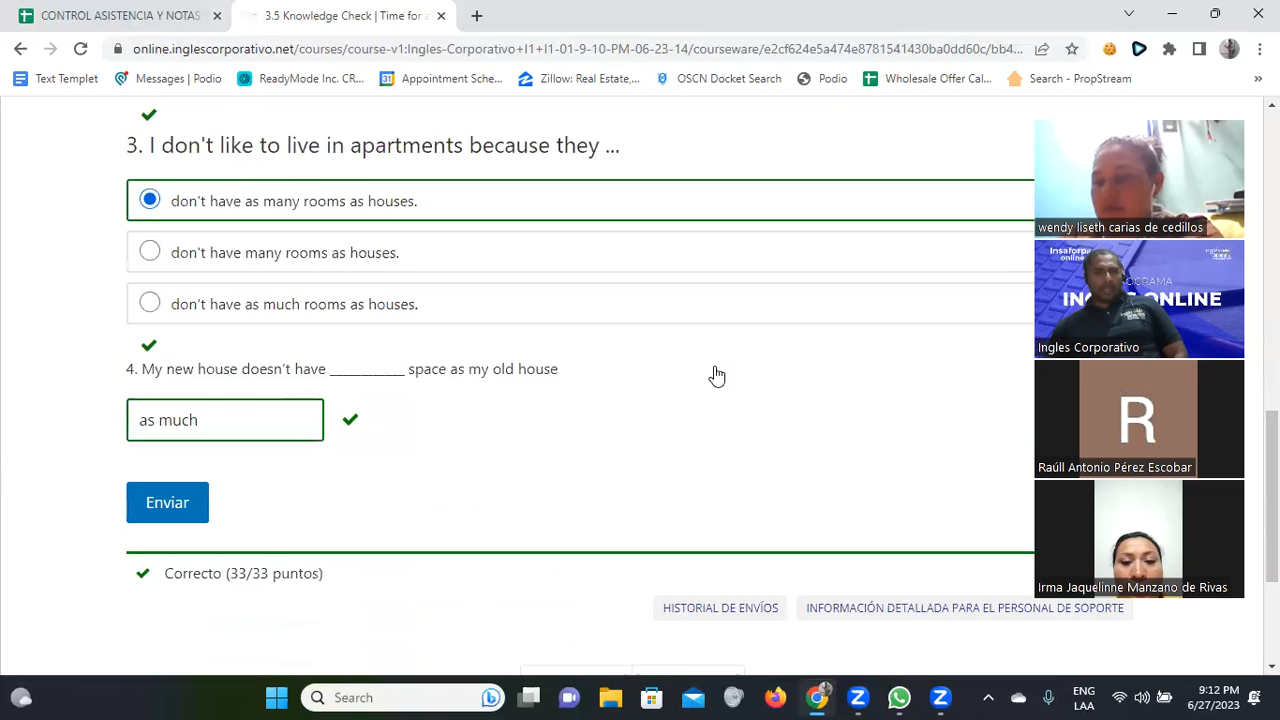 CONTROL ASISTENCIA Y NOTAS
3.5 Knowledge Check | Time for
online.inglescorporativo.net/courses/course-v1:Ingles-Corporativo+I1+I1-01-9-10-PM-06-23-14/courseware/e2cf624e5a474e8781541430ba0dd60c/bb4...
Text Templet
Messages | Podio
ReadyMode Inc. CR...
Appointment Sche...
Zillow: Real Estate,...
OSCN Docket Search
Podio
Wholesale Offer Cal...
Search - PropStream
»
3. I don't like to live in apartments because they ...
don't have as many rooms as houses.
don't have many rooms as houses.
don't have as much rooms as houses.
4. My new house doesn't have ____________ space as my old house
as much
Enviar
Correcto (33/33 puntos)
HISTORIAL DE ENVÍOS
INFORMACIÓN DETALLADA PARA EL PERSONAL DE SOPORTE
wendy liseth carias de cedillos
Insaforp
online
INGLES ONLINE
Ingles Corporativo
R
Raúll Antonio Pérez Escobar
Irma Jaquelinne Manzano de Rivas
Search
31
ENG
LAA
9:12 PM
6/27/2023